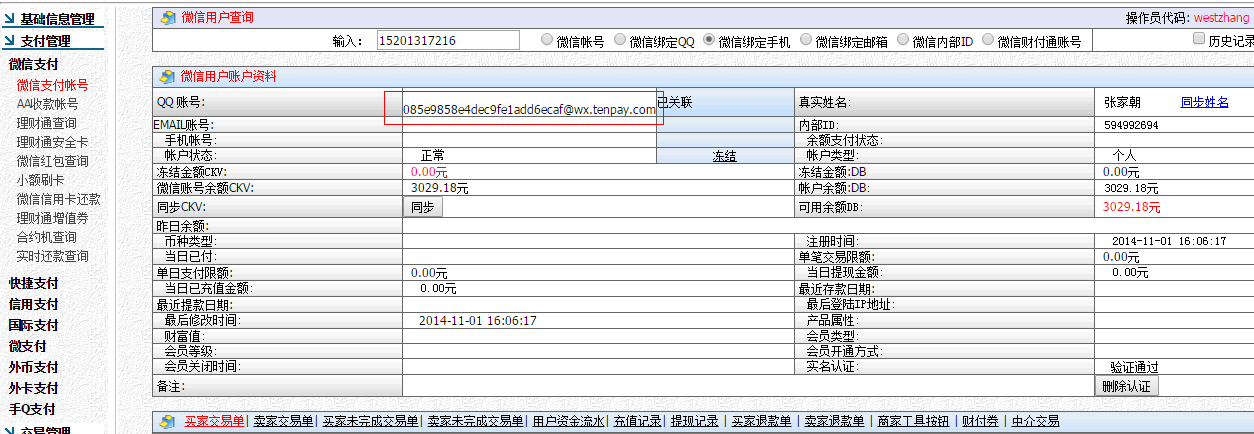 基础信息管理
支付管理
微信支付
微信支付帐号
AA收款帐号
理财通查询
理财通安全卡
微信红包查询
小额刷卡
微信信用卡还款
理财通增值券
合约机查询
实时还款查询
快捷支付
信用支付
国际支付
微支付
外币支付
外卡支付
手Q支付
交易管理
微信用户查询 操作员代码: westzhang
输入: 15201317216 微信帐号 微信绑定QQ 微信绑定手机 微信绑定邮箱 微信内部ID 微信财付通账号 历史记录
微信用户账户资料
QQ 账号: 085e9858e4dec9fe1add6ecaf@wx.tenpay.com 已关联 真实姓名: 张家朝 同步姓名
EMAIL账号: 内部ID: 594992694
手机帐号: 余额支付状态:
帐户状态: 正常 冻结 帐户类型: 个人
冻结金额CKV: 0.00元 冻结金额:DB 0.00元
微信账号余额CKV: 3029.18元 帐户余额:DB: 3029.18元
同步CKV: 同步 可用余额DB: 3029.18元
昨日余额:
币种类型: 注册时间: 2014-11-01 16:06:17
当日已付: 单笔交易限额: 0.00元
单日支付限额: 0.00元 当日提现金额: 0.00元
当日已充值金额: 0.00元 最近存款日期:
最近提款日期: 最后登陆IP地址:
最后修改时间: 2014-11-01 16:06:17 产品属性:
财富值: 会员类型:
会员等级: 会员开通方式:
会员关闭时间: 实名认证: 验证通过
备注: 删除认证
买家交易单| 卖家交易单| 买家未完成交易单| 卖家未完成交易单| 用户资金流水| 充值记录| 提现记录| 买家退款单| 卖家退款单| 商家工具按钮| 财付券| 中介交易